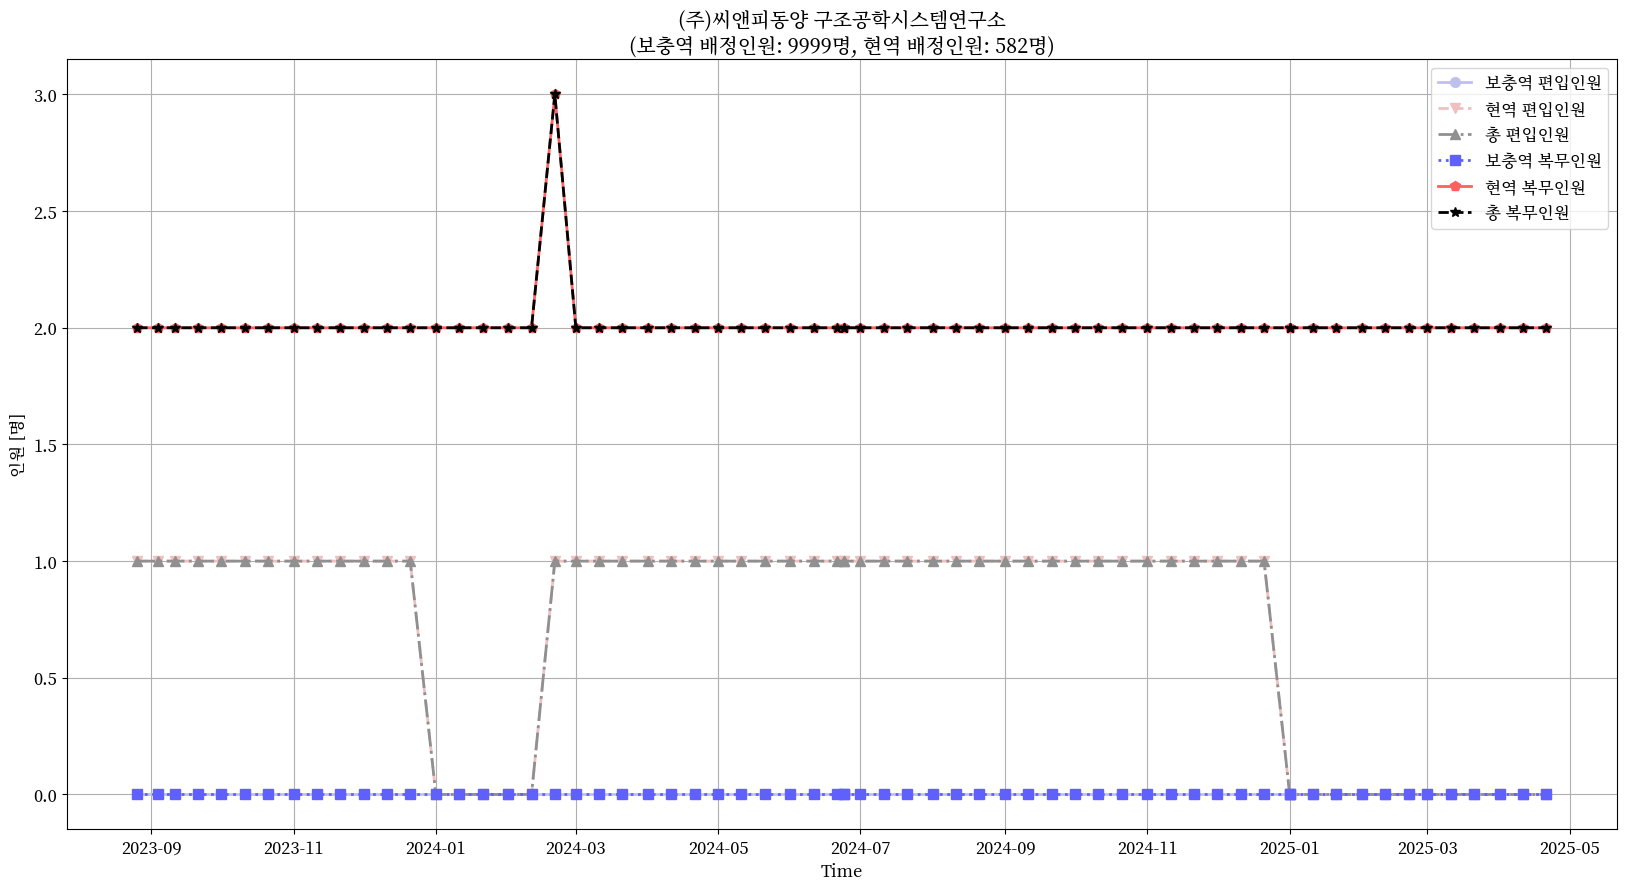 (주)씨앤피동양 구조공학시스템연구소
(보충역 배정인원: 9999명, 현역 배정인원: 582명)
보충역 편입인원
현역 편입인원
총 편입인원
보충역 복무인원
현역 복무인원
총 복무인원
인원 [명]
3.0
2.5
2.0
1.5
1.0
0.5
0.0
2023-09
2023-11
2024-01
2024-03
2024-05
2024-07
2024-09
2024-11
2025-01
2025-03
2025-05
Time